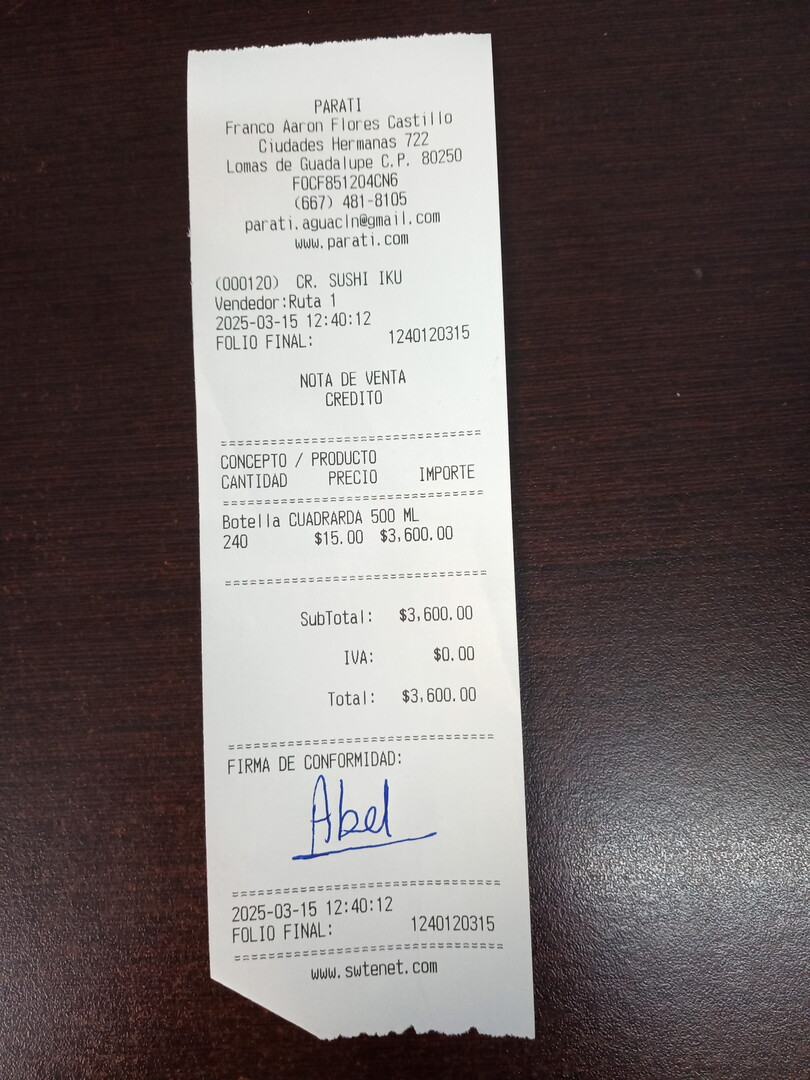 PARATI
Franco Aaron Flores Castillo
Ciudades Hermanas 722
Lomas de Guadalupe C.P. 80250
FOCF851204CN6
(667) 481-8105
parati.aguacln@gmail.com
www.parati.com
(000120) CR. SUSHI IKU
Vendedor:Ruta 1
2025-03-15 12:40:12
FOLIO FINAL: 1240120315
NOTA DE VENTA
CREDITO
================================
CONCEPTO / PRODUCTO
CANTIDAD PRECIO IMPORTE
================================
Botella CUADRARDA 500 ML
240 $15.00 $3,600.00
================================
SubTotal: $3,600.00
IVA: $0.00
Total: $3,600.00
================================
FIRMA DE CONFORMIDAD:
Abel
================================
2025-03-15 12:40:12
FOLIO FINAL: 1240120315
================================
www.swtenet.com